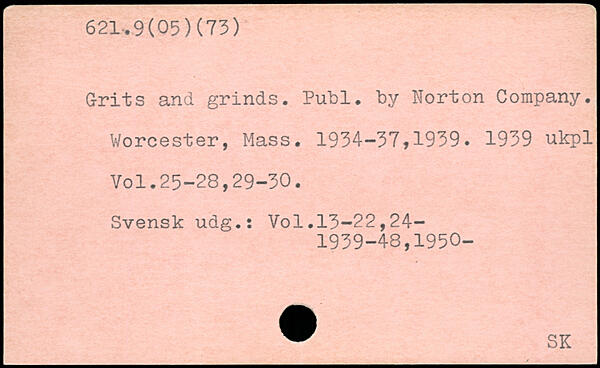 621.9(05)(73)
Grits and grinds. Publ. by Norton Company.
Worcester, Mass. 1934-37,1939. 1939 ukpl
Vol.25-28,29-30.
Svensk udg.: Vol.13-22,24-
1939-48,1950-
SK